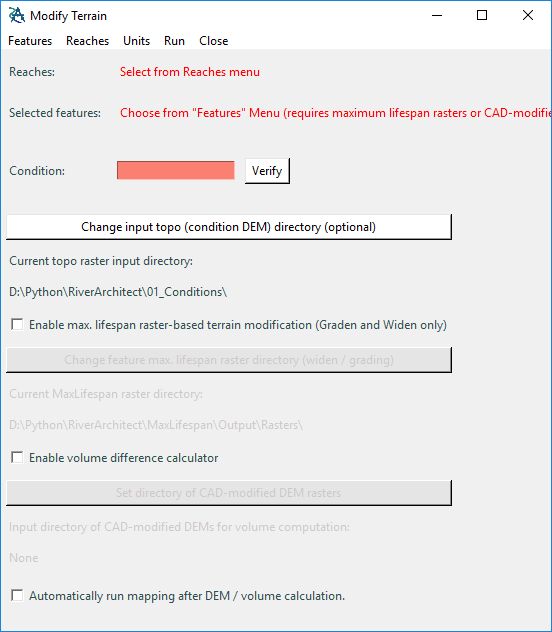 Modify Terrain
Features Reaches Units Run Close
Reaches: Select from Reaches menu
Selected features: Choose from "Features" Menu (requires maximum lifespan rasters or CAD-modifie
Condition: Verify
Change input topo (condition DEM) directory (optional)
Current topo raster input directory:
D:\Python\RiverArchitect\01_Conditions\
Enable max. lifespan raster-based terrain modification (Graden and Widen only)
Change feature max. lifespan raster directory (widen / grading)
Current MaxLifespan raster directory:
D:\Python\RiverArchitect\MaxLifespan\Output\Rasters\
Enable volume difference calculator
Set directory of CAD-modified DEM rasters
Input directory of CAD-modified DEMs for volume computation:
None
Automatically run mapping after DEM / volume calculation.